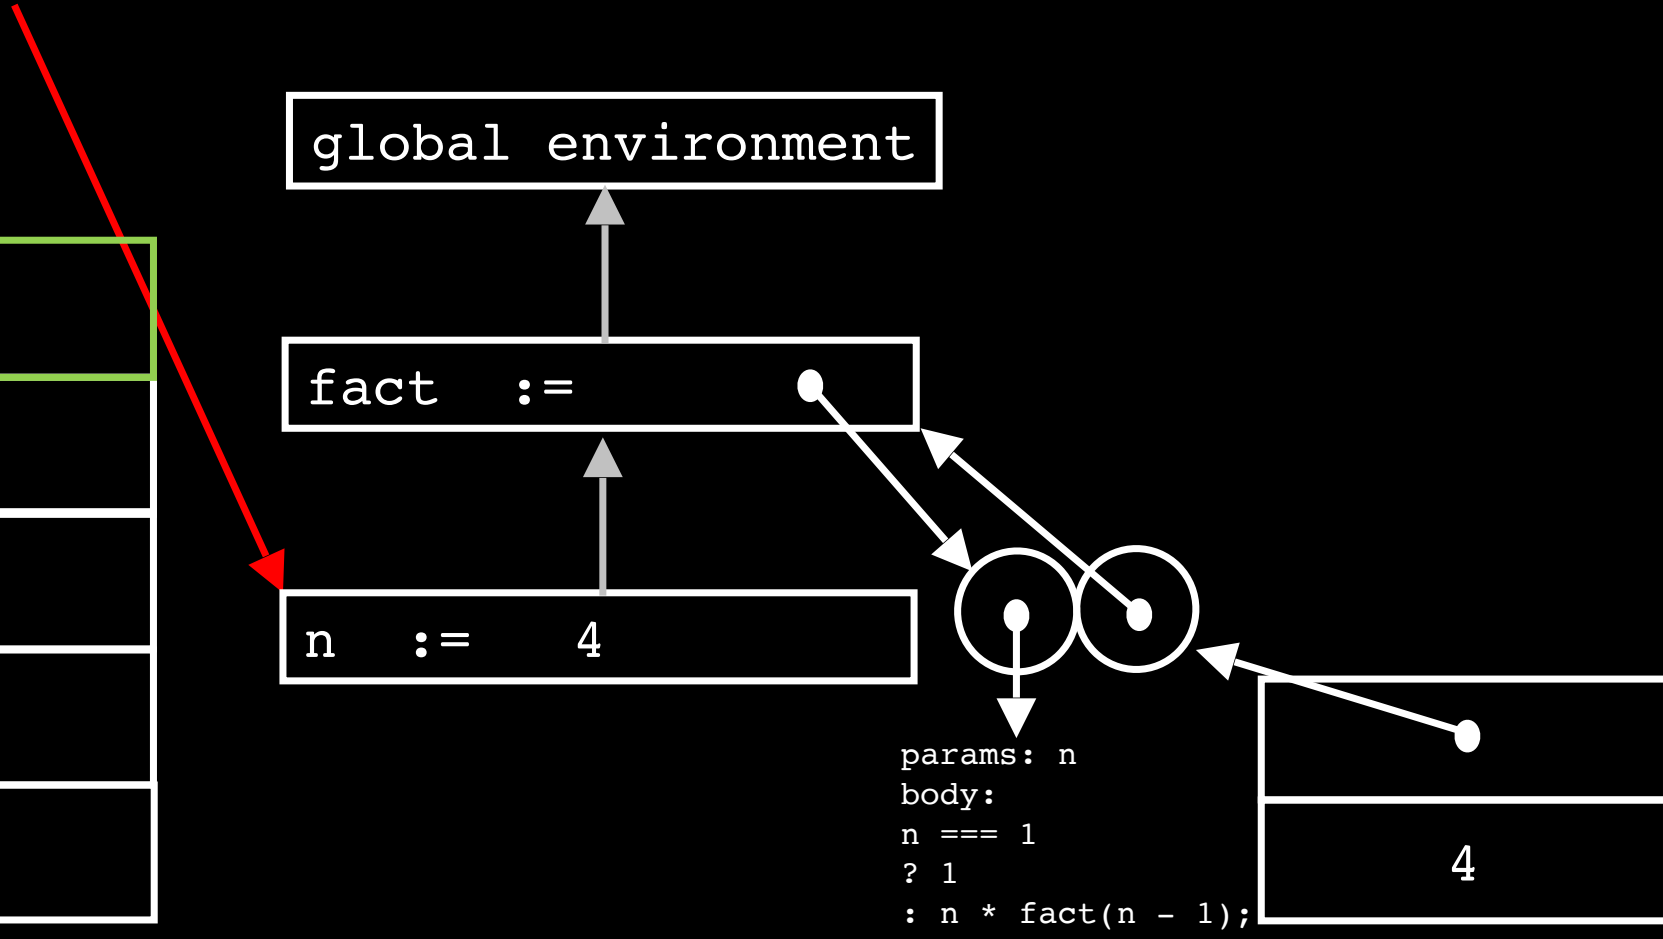 global environment
fact := 
n := 4
params: n
body:
n === 1
? 1
: n * fact(n - 1);
4